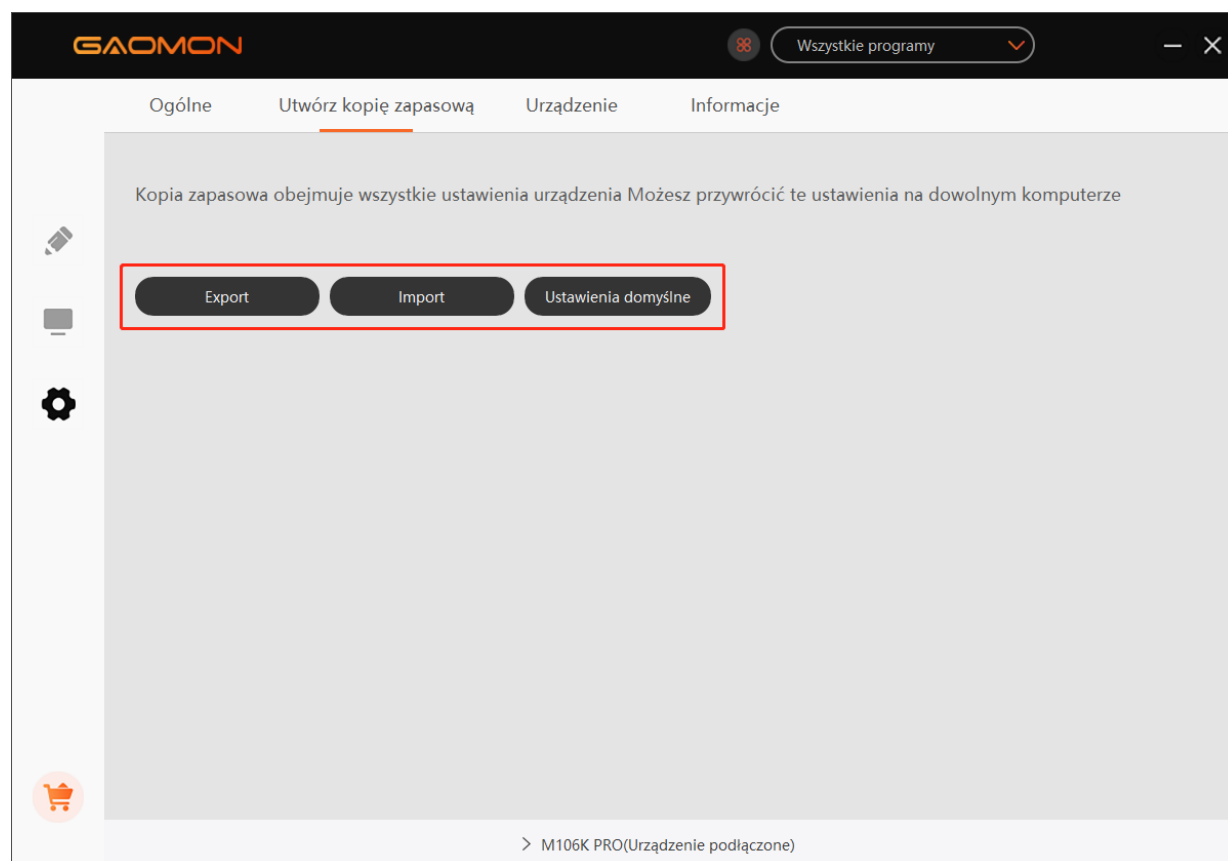 GAOMON
Wszystkie programy
Ogólne Utwórz kopię zapasową Urządzenie Informacje
Kopia zapasowa obejmuje wszystkie ustawienia urządzenia Możesz przywrócić te ustawienia na dowolnym komputerze
Export Import Ustawienia domyślne
M106K PRO(Urządzenie podłączone)